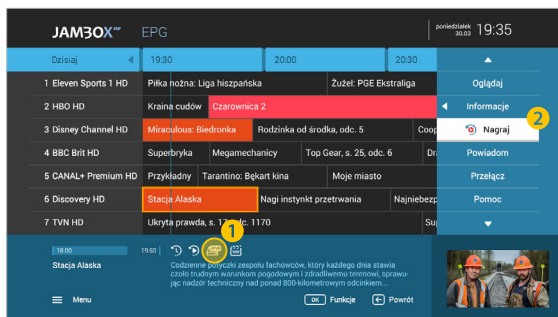 JAMBOX EPG poniedziałek 30.03 19:35
Dzisiaj 19:30 20:00 20:30
1 Eleven Sports 1 HD Piłka nożna: Liga hiszpańska Żużel: PGE Ekstraliga Oglądaj
2 HBO HD Kraina cudów Czarownica 2 Informacje
2
3 Disney Channel HD Miraculous: Biedronka Rodzinka od środka, odc. 5 Coop Nagraj
4 BBC Brit HD Superbryka Megamechanicy Top Gear, s. 25, odc. 6 Dr Powiadom
5 CANAL+ Premium HD Przykładny Tarantino: Bękart kina Moje miasto Przełącz
6 Discovery HD Stacja Alaska Nagi instynkt przetrwania Najniebezp Pomoc
7 TVN HD Ukryta prawda, s. odc. 1170 Su
1
18:00 19:50
Stacja Alaska Codzienne potyczki zespołu fachowców, który każdego dnia stawia
czoło trudnym warunkom pogodowym i zdradliwemu terenowi, sprawu-
jąc nadzór techniczny nad ponad 800-kilometrowym odcinkiem...
Menu OK Funkcje Powrót